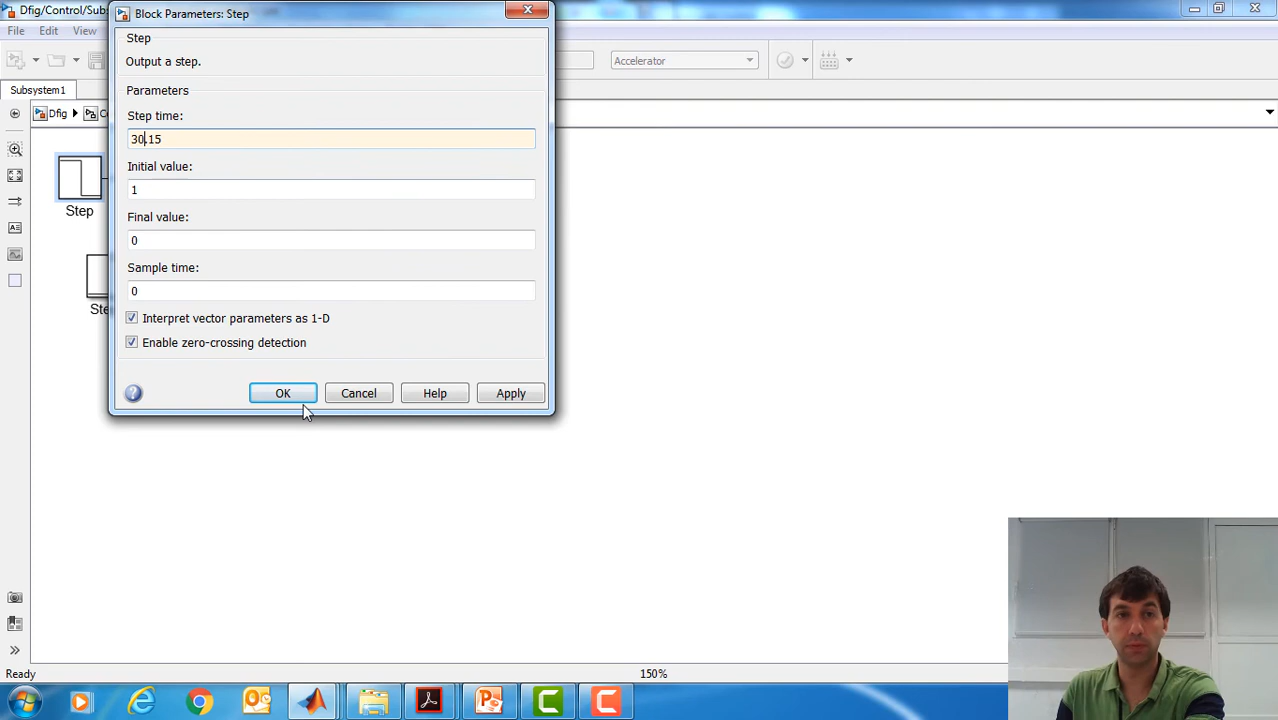 Dfig/Control/Subs
Block Parameters: Step
File Edit View
Step
Output a step.
Accelerator
Parameters
Subsystem1
Dfig
Step time:
30.15
Initial value:
1
Step
Final value:
0
Sample time:
0
Interpret vector parameters as 1-D
Enable zero-crossing detection
OK Cancel Help Apply
Ready 150%